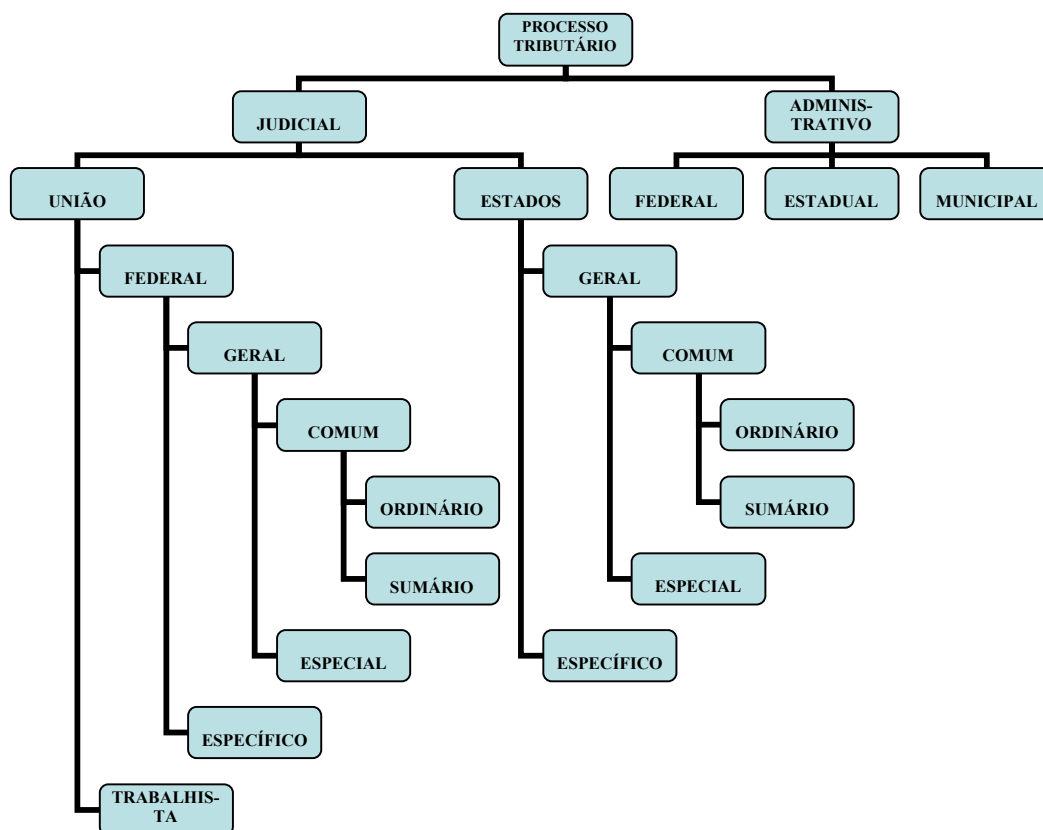 PROCESSO
TRIBUTÁRIO
JUDICIAL
ADMINIS-
TRATIVO
UNIÃO
ESTADOS
FEDERAL
ESTADUAL
MUNICIPAL
FEDERAL
GERAL
GERAL
COMUM
COMUM
ORDINÁRIO
ORDINÁRIO
SUMÁRIO
SUMÁRIO
ESPECIAL
ESPECIAL
ESPECÍFICO
ESPECÍFICO
TRABALHIS-
TA